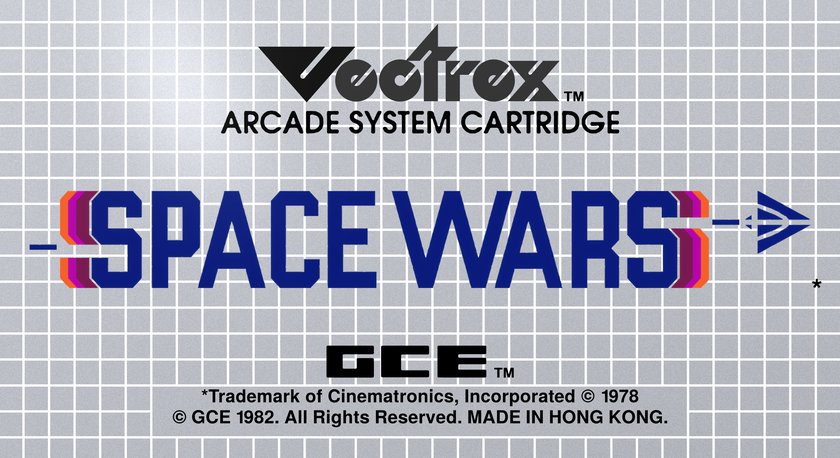 Vectrex™
ARCADE SYSTEM CARTRIDGE
SPACE WARS
*
GCE™
*Trademark of Cinematronics, Incorporated © 1978
© GCE 1982. All Rights Reserved. MADE IN HONG KONG.